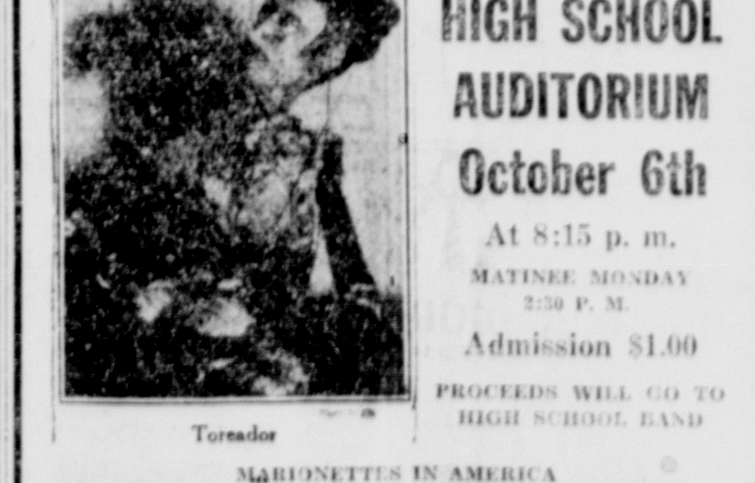 HIGH SCHOOL
AUDITORIUM
October 6th
At 8:15 p. m.
MATINEE MONDAY
2:30 P. M.
Admission $1.00
PROCEEDS WILL GO TO
HIGH SCHOOL BAND
Toreador
MARIONETTES IN AMERICA